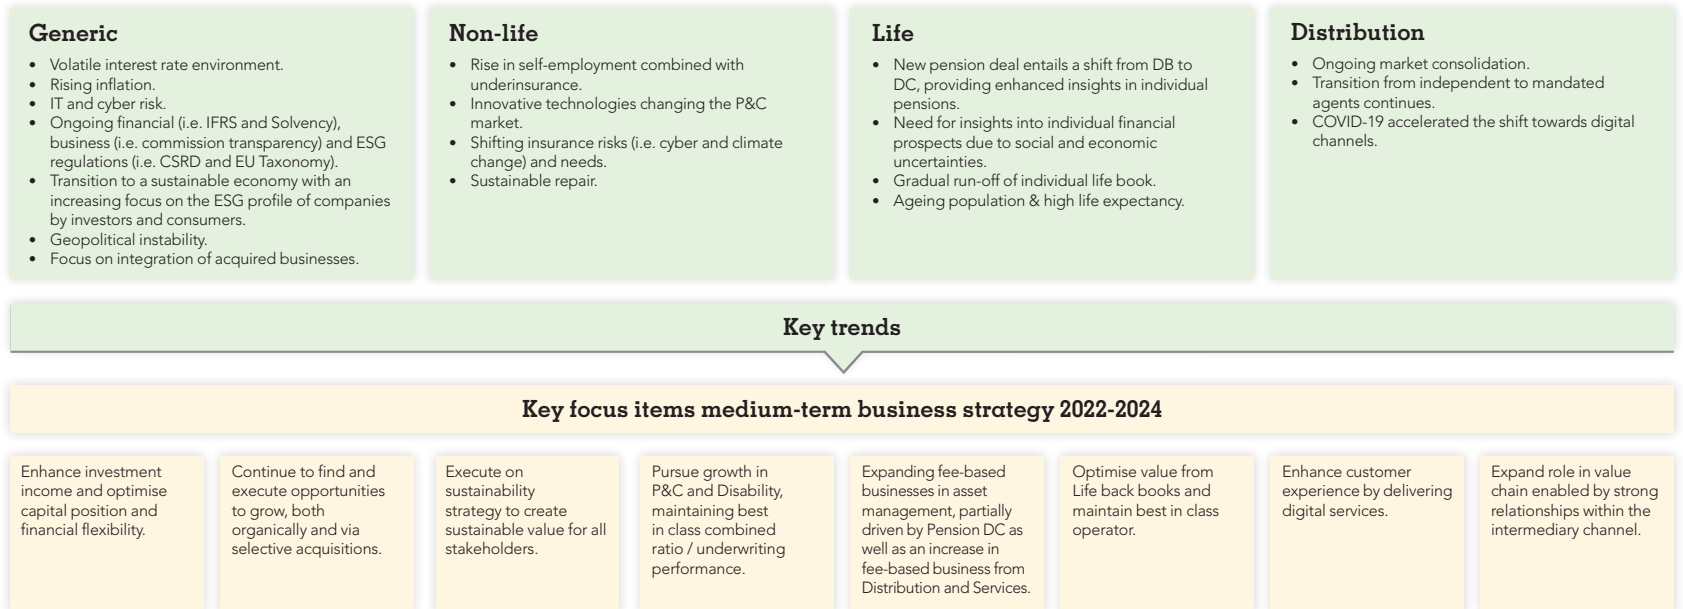 Generic
• Volatile interest rate environment.
• Rising inflation.
• IT and cyber risk.
• Ongoing financial (i.e. IFRS and Solvency),
business (i.e. commission transparency) and ESG
regulations (i.e. CSRD and EU Taxonomy).
• Transition to a sustainable economy with an
increasing focus on the ESG profile of companies
by investors and consumers.
• Geopolitical instability.
• Focus on integration of acquired businesses.
Non-life
• Rise in self-employment combined with
underinsurance.
• Innovative technologies changing the P&C
market.
• Shifting insurance risks (i.e. cyber and climate
change) and needs.
• Sustainable repair.
Life
• New pension deal entails a shift from DB to
DC, providing enhanced insights in individual
pensions.
• Need for insights into individual financial
prospects due to social and economic
uncertainties.
• Gradual run-off of individual life book.
• Ageing population & high life expectancy.
Distribution
• Ongoing market consolidation.
• Transition from independent to mandated
agents continues.
• COVID-19 accelerated the shift towards digital
channels.
Key trends
Key focus items medium-term business strategy 2022-2024
Enhance investment
income and optimise
capital position and
financial flexibility.
Continue to find and
execute opportunities
to grow, both
organically and via
selective acquisitions.
Execute on
sustainability
strategy to create
sustainable value for all
stakeholders.
Pursue growth in
P&C and Disability,
maintaining best
in class combined
ratio / underwriting
performance.
Expanding fee-based
businesses in asset
management, partially
driven by Pension DC as
well as an increase in
fee-based business from
Distribution and Services.
Optimise value from
Life back books and
maintain best in class
operator.
Enhance customer
experience by delivering
digital services.
Expand role in value
chain enabled by strong
relationships within the
intermediary channel.